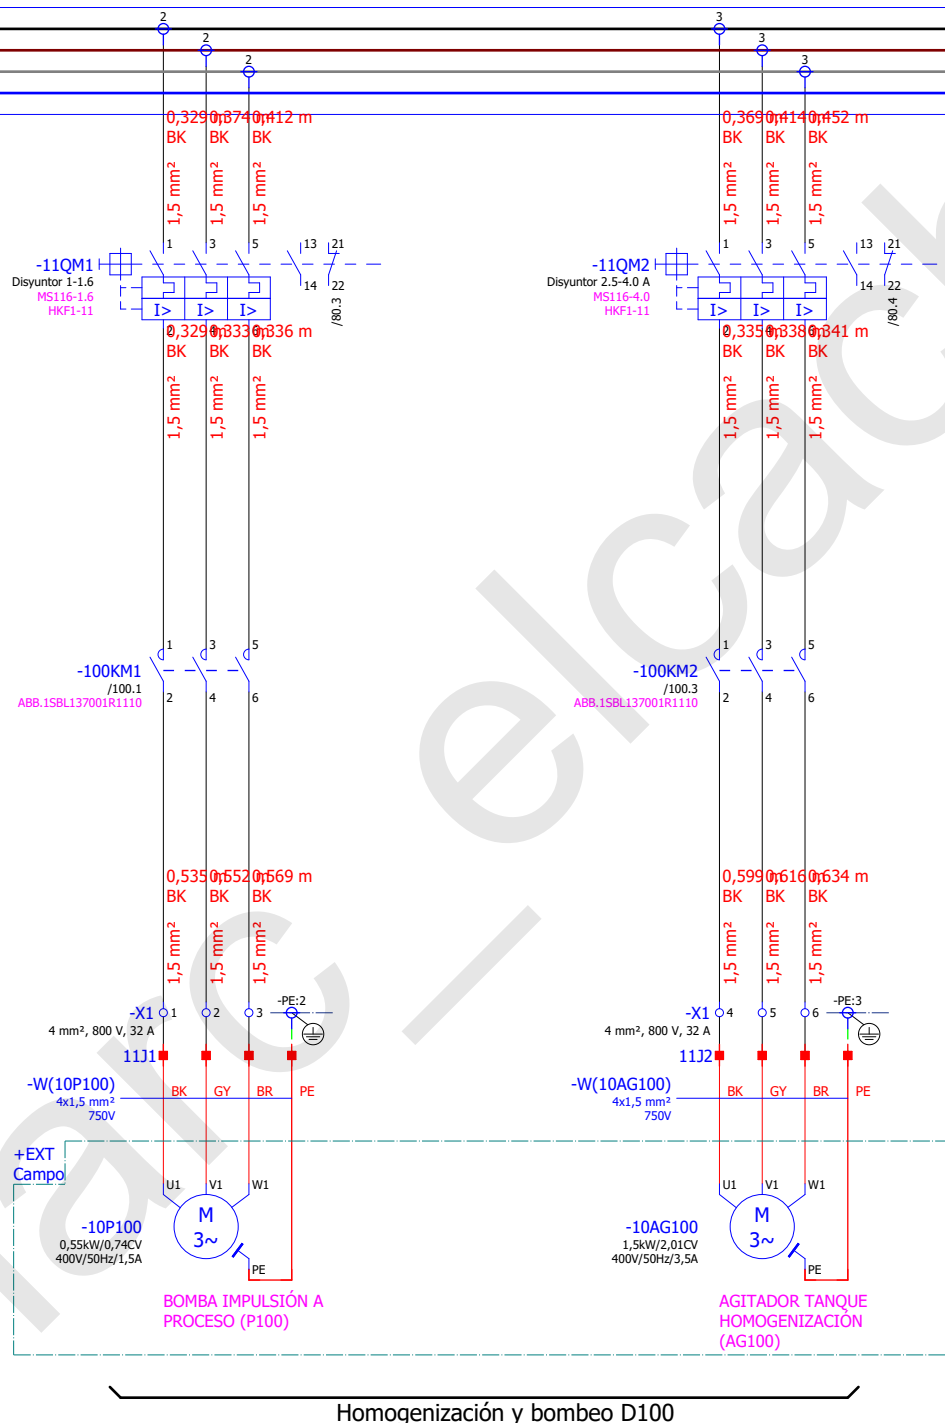 2
2
2
3
3
3
0,329 m
0,374 m
0,412 m
BK
BK
BK
1,5 mm²
1,5 mm²
1,5 mm²
0,369 m
0,414 m
0,452 m
BK
BK
BK
1,5 mm²
1,5 mm²
1,5 mm²
-11QM1
Disyuntor 1-1.6
MS116-1.6
HKF1-11
1
3
5
13
21
14
22
I>
I>
I>
/80.3
2
4
6
-11QM2
Disyuntor 2.5-4.0 A
MS116-4.0
HKF1-11
1
3
5
13
21
14
22
I>
I>
I>
/80.4
2
4
6
0,329 m
0,333 m
0,336 m
BK
BK
BK
1,5 mm²
1,5 mm²
1,5 mm²
0,335 m
0,338 m
0,341 m
BK
BK
BK
1,5 mm²
1,5 mm²
1,5 mm²
-100KM1
/100.1
ABB.1SBL137001R1110
1
3
5
2
4
6
-100KM2
/100.3
ABB.1SBL137001R1110
1
3
5
2
4
6
0,535 m
0,552 m
0,569 m
BK
BK
BK
1,5 mm²
1,5 mm²
1,5 mm²
0,599 m
0,616 m
0,634 m
BK
BK
BK
1,5 mm²
1,5 mm²
1,5 mm²
-X1
1
2
3
-PE:2
4 mm², 800 V, 32 A
11J1
-W(10P100)
4x1,5 mm²
750V
BK
GY
BR
PE
-X1
4
5
6
-PE:3
4 mm², 800 V, 32 A
11J2
-W(10AG100)
4x1,5 mm²
750V
BK
GY
BR
PE
+EXT
Campo
U1
V1
W1
M
3~
PE
-10P100
0,55kW/0,74CV
400V/50Hz/1,5A
BOMBA IMPULSIÓN A
PROCESO (P100)
U1
V1
W1
M
3~
PE
-10AG100
1,5kW/2,01CV
400V/50Hz/3,5A
AGITADOR TANQUE
HOMOGENIZACIÓN
(AG100)
Homogenización y bombeo D100
arc_elcac